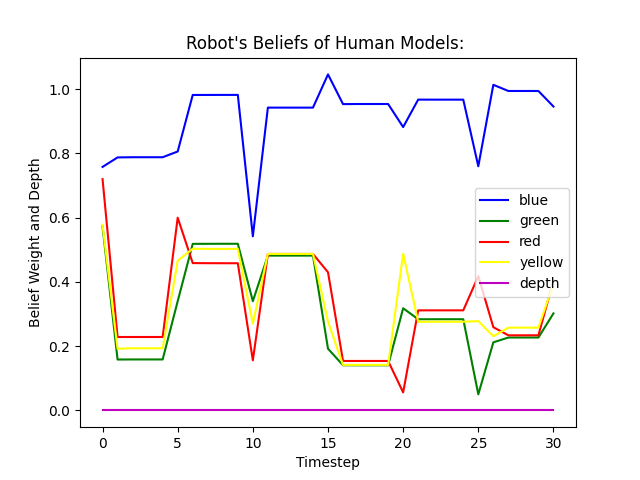 Robot's Beliefs of Human Models:
Belief Weight and Depth
1.0
0.8
0.6
0.4
0.2
0.0
blue
green
red
yellow
depth
0 5 10 15 20 25 30
Timestep